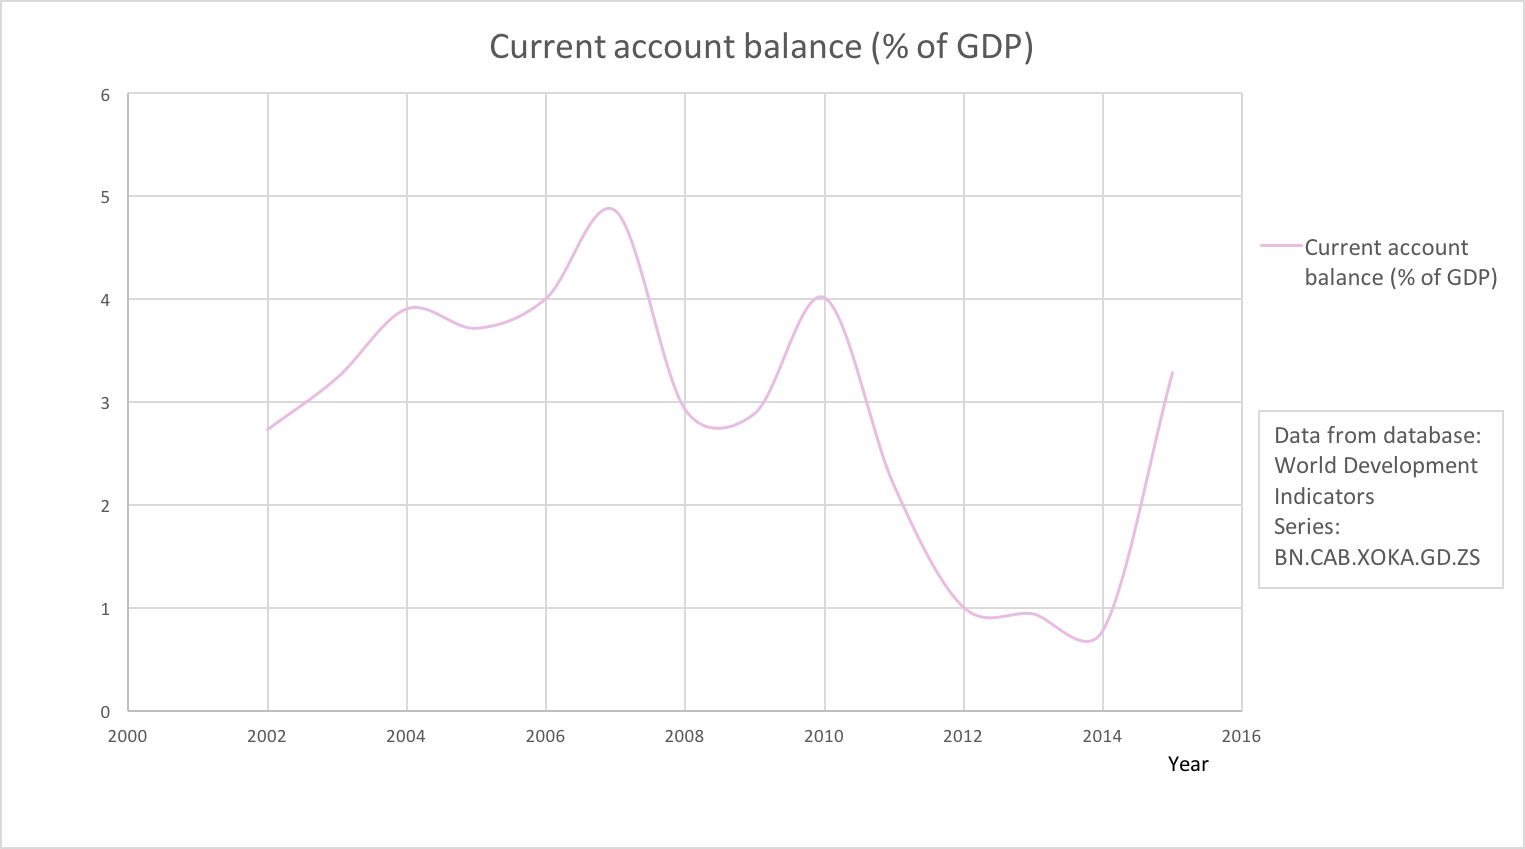 Current account balance (% of GDP)
6
5
4
3
2
1
0
2000 2002 2004 2006 2008 2010 2012 2014 2016
Year
Current account
balance (% of GDP)
Data from database:
World Development
Indicators
Series:
BN.CAB.XOKA.GD.ZS